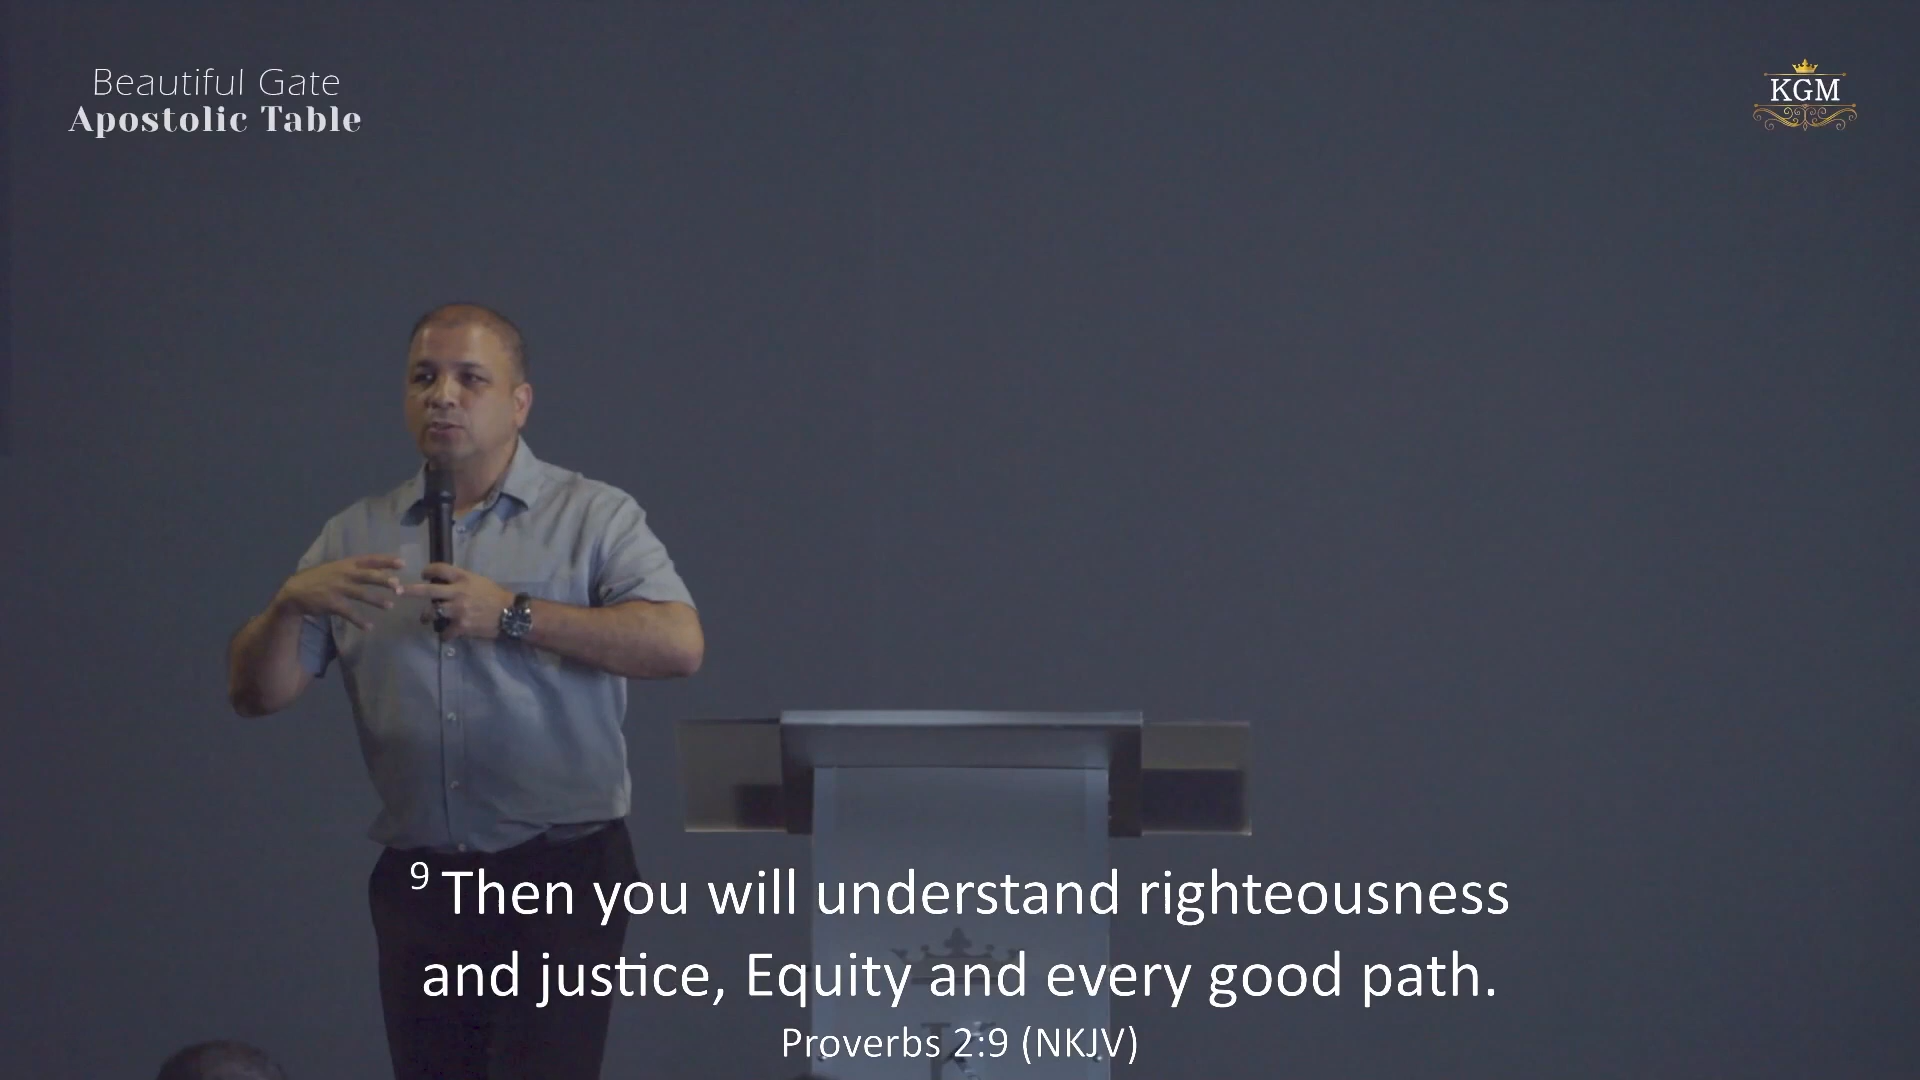 Beautiful Gate
Apostolic Table
KGM
9 Then you will understand righteousness
and justice, Equity and every good path.
Proverbs 2:9 (NKJV)